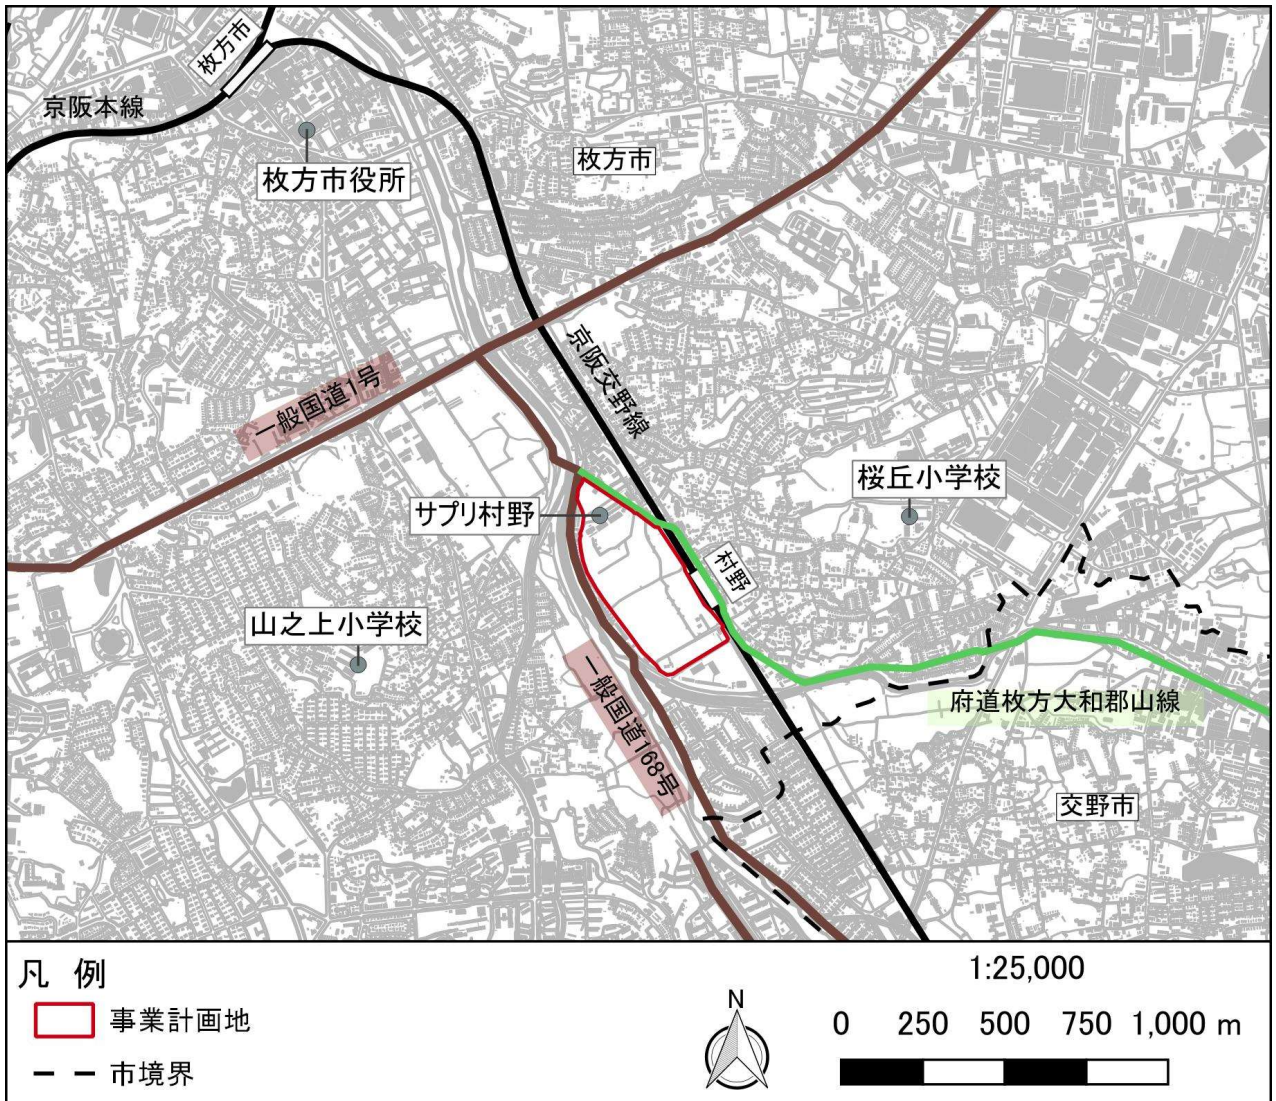 枚方市
京阪本線
枚方市役所
枚方市
京阪交野線
一般国道1号
桜丘小学校
サプリ村野
村野
山之上小学校
一般国道168号
府道枚方大和郡山線
交野市
凡 例
事業計画地
市境界
1:25,000
N
0 250 500 750 1,000 m